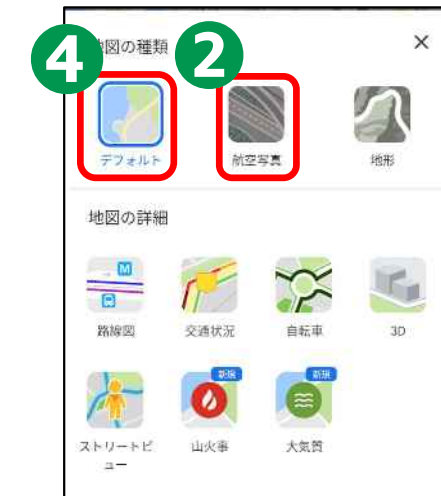 4
2
地図の種類
×
デフォルト
航空写真
地形
地図の詳細
M
路線図
交通状況
自転車
3D
新規
新規
ストリートビ
ュー
山火事
大気質